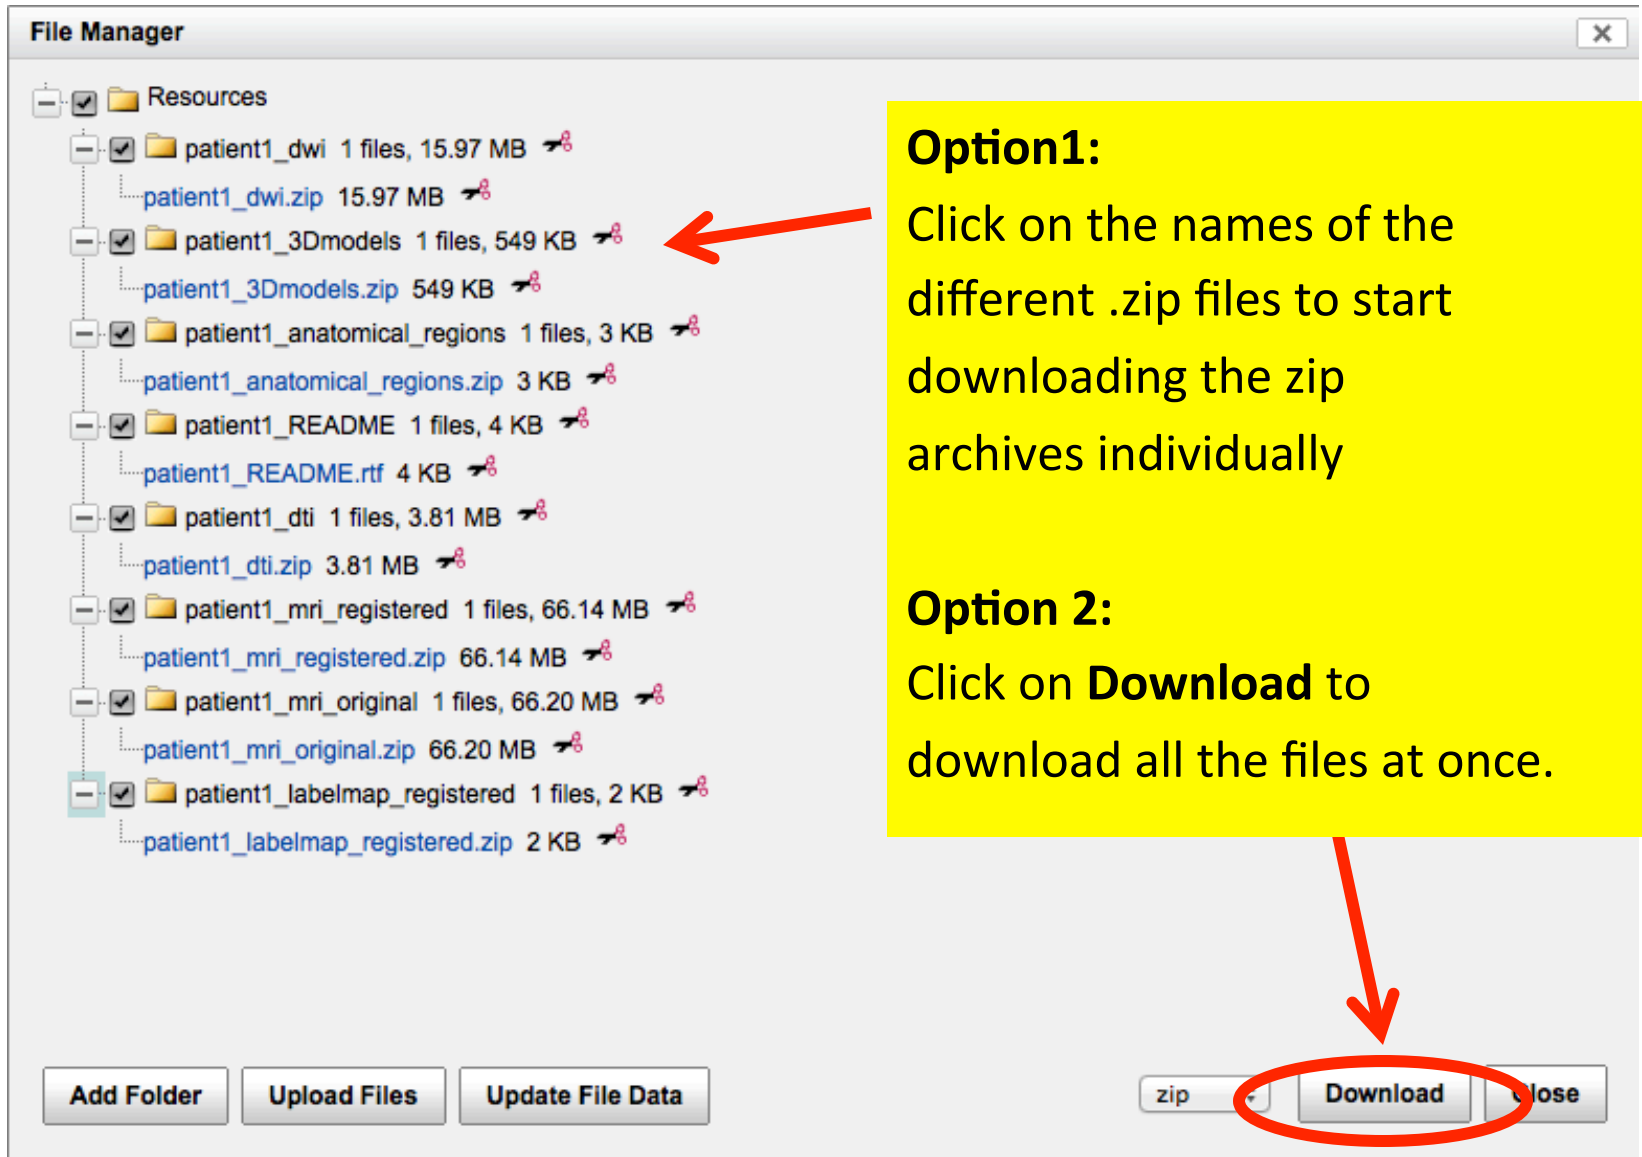 File Manager
Resources
patient1_dwi 1 files, 15.97 MB
patient1_dwi.zip 15.97 MB
patient1_3Dmodels 1 files, 549 KB
patient1_3Dmodels.zip 549 KB
patient1_anatomical_regions 1 files, 3 KB
patient1_anatomical_regions.zip 3 KB
patient1_README 1 files, 4 KB
patient1_README.rtf 4 KB
patient1_dti 1 files, 3.81 MB
patient1_dti.zip 3.81 MB
patient1_mri_registered 1 files, 66.14 MB
patient1_mri_registered.zip 66.14 MB
patient1_mri_original 1 files, 66.20 MB
patient1_mri_original.zip 66.20 MB
patient1_labelmap_registered 1 files, 2 KB
patient1_labelmap_registered.zip 2 KB
Option1:
Click on the names of the
different .zip files to start
downloading the zip
archives individually
Option 2:
Click on Download to
download all the files at once.
Add Folder Upload Files Update File Data zip Download Close